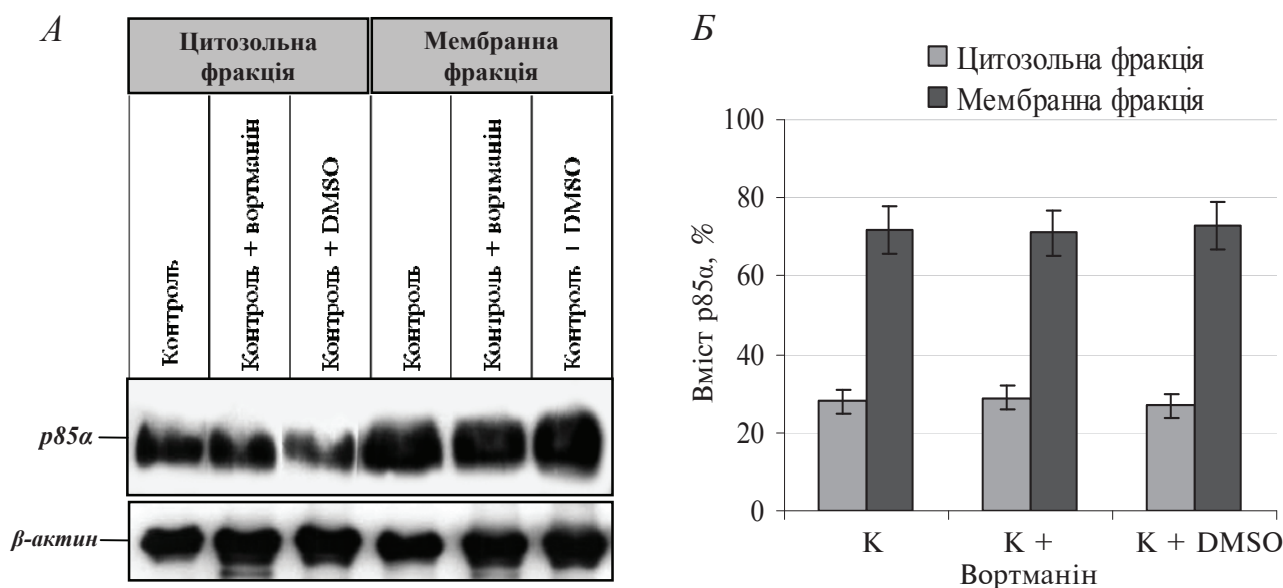 А
Цитозольна
фракція
Мембранна
фракція
Контроль
Контроль + вортманін
Контроль + DMSO
Контроль
Контроль + вортманін
Контроль + DMSO
p85α
β-актин
Б
Цитозольна фракція
Мембранна фракція
Вміст p85α, %
100
80
60
40
20
0
К
К +
Вортманін
К + DMSO